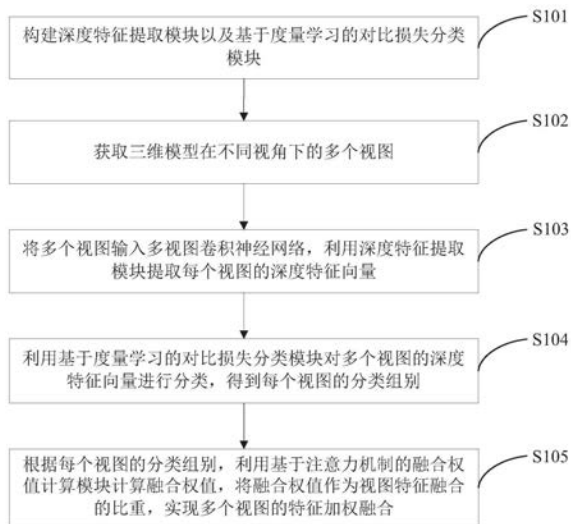 构建深度特征提取模块以及基于度量学习的对比损失分类
模块
S101
获取三维模型在不同视角下的多个视图
S102
将多个视图输入多视图卷积神经网络，利用深度特征提取
模块提取每个视图的深度特征向量
S103
利用基于度量学习的对比损失分类模块对多个视图的深度
特征向量进行分类，得到每个视图的分类组别
S104
根据每个视图的分类组别，利用基于注意力机制的融合权
值计算模块计算融合权值，将融合权值作为视图特征融合
的比重，实现多个视图的特征加权融合
S105